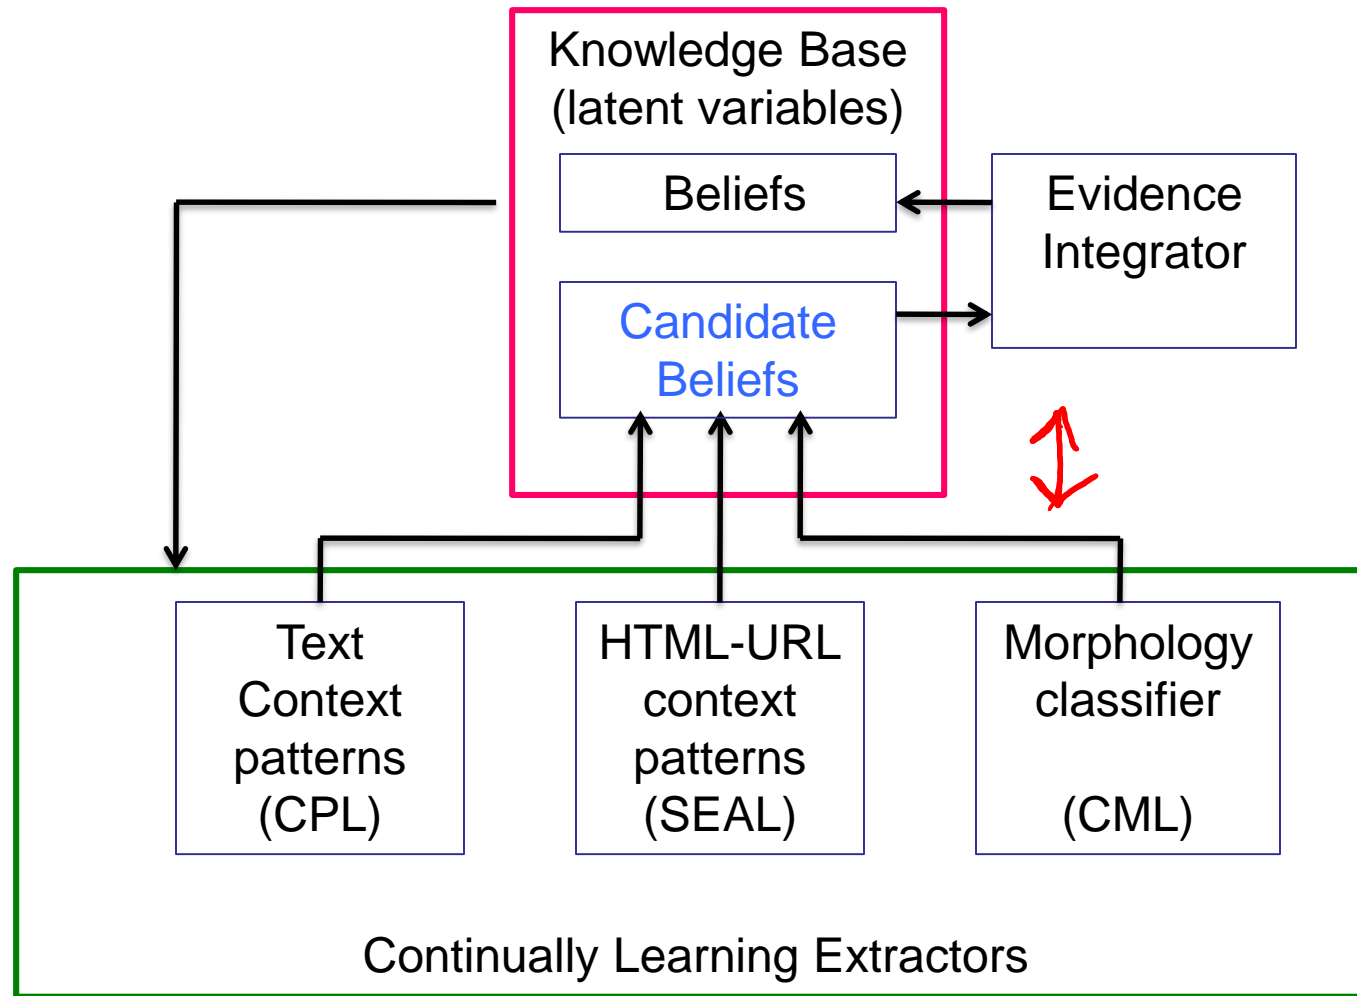 Knowledge Base
(latent variables)
Beliefs
Evidence
Integrator
Candidate
Beliefs
Text
Context
patterns
(CPL)
HTML-URL
context
patterns
(SEAL)
Morphology
classifier
(CML)
Continually Learning Extractors